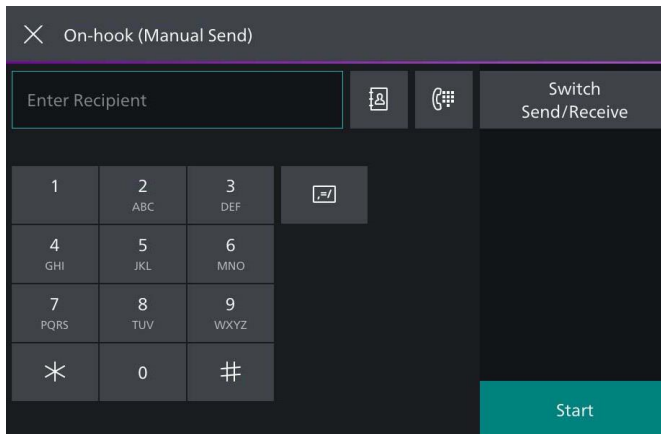 On-hook (Manual Send)
Enter Recipient
Switch
Send/Receive
1 2 3
ABC DEF
,=/
4 5 6
GHI JKL MNO
7 8 9
PQRS TUV WXYZ
* 0 #
Start